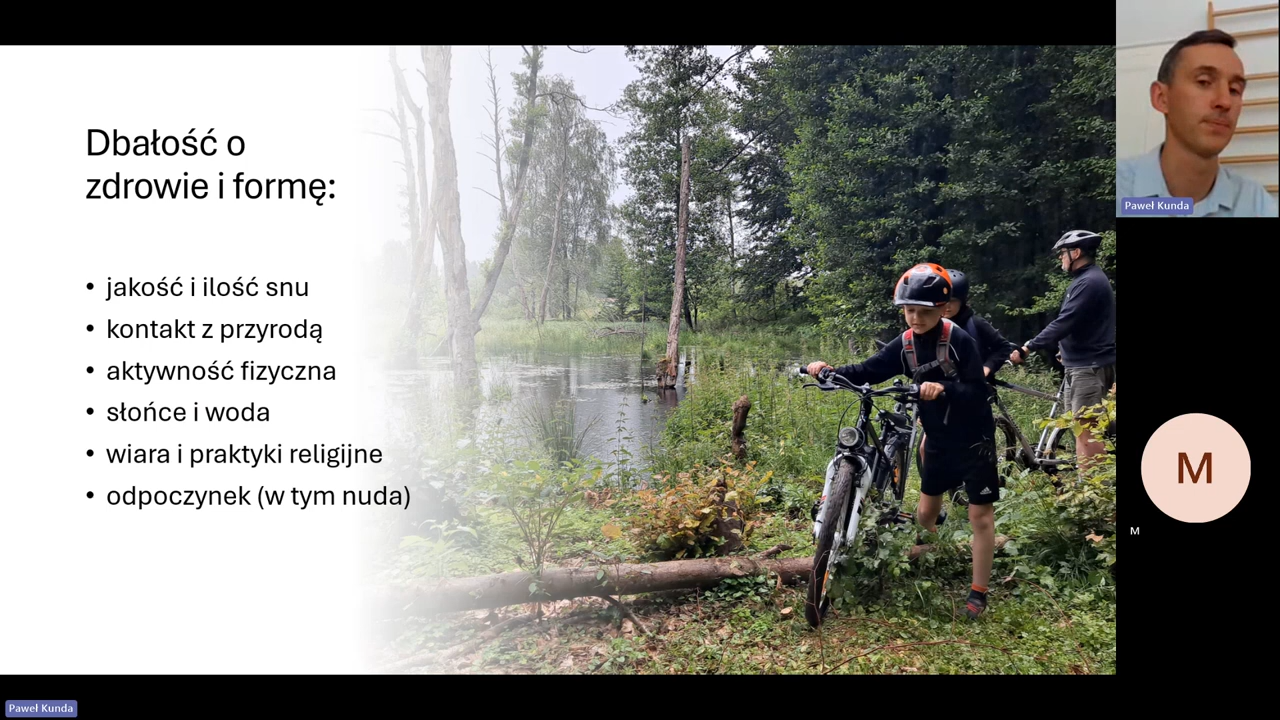 Dbałość o
zdrowie i formę:
• jakość i ilość snu
• kontakt z przyrodą
• aktywność fizyczna
• słońce i woda
• wiara i praktyki religijne
• odpoczynek (w tym nuda)
Paweł Kunda
M
M
Paweł Kunda